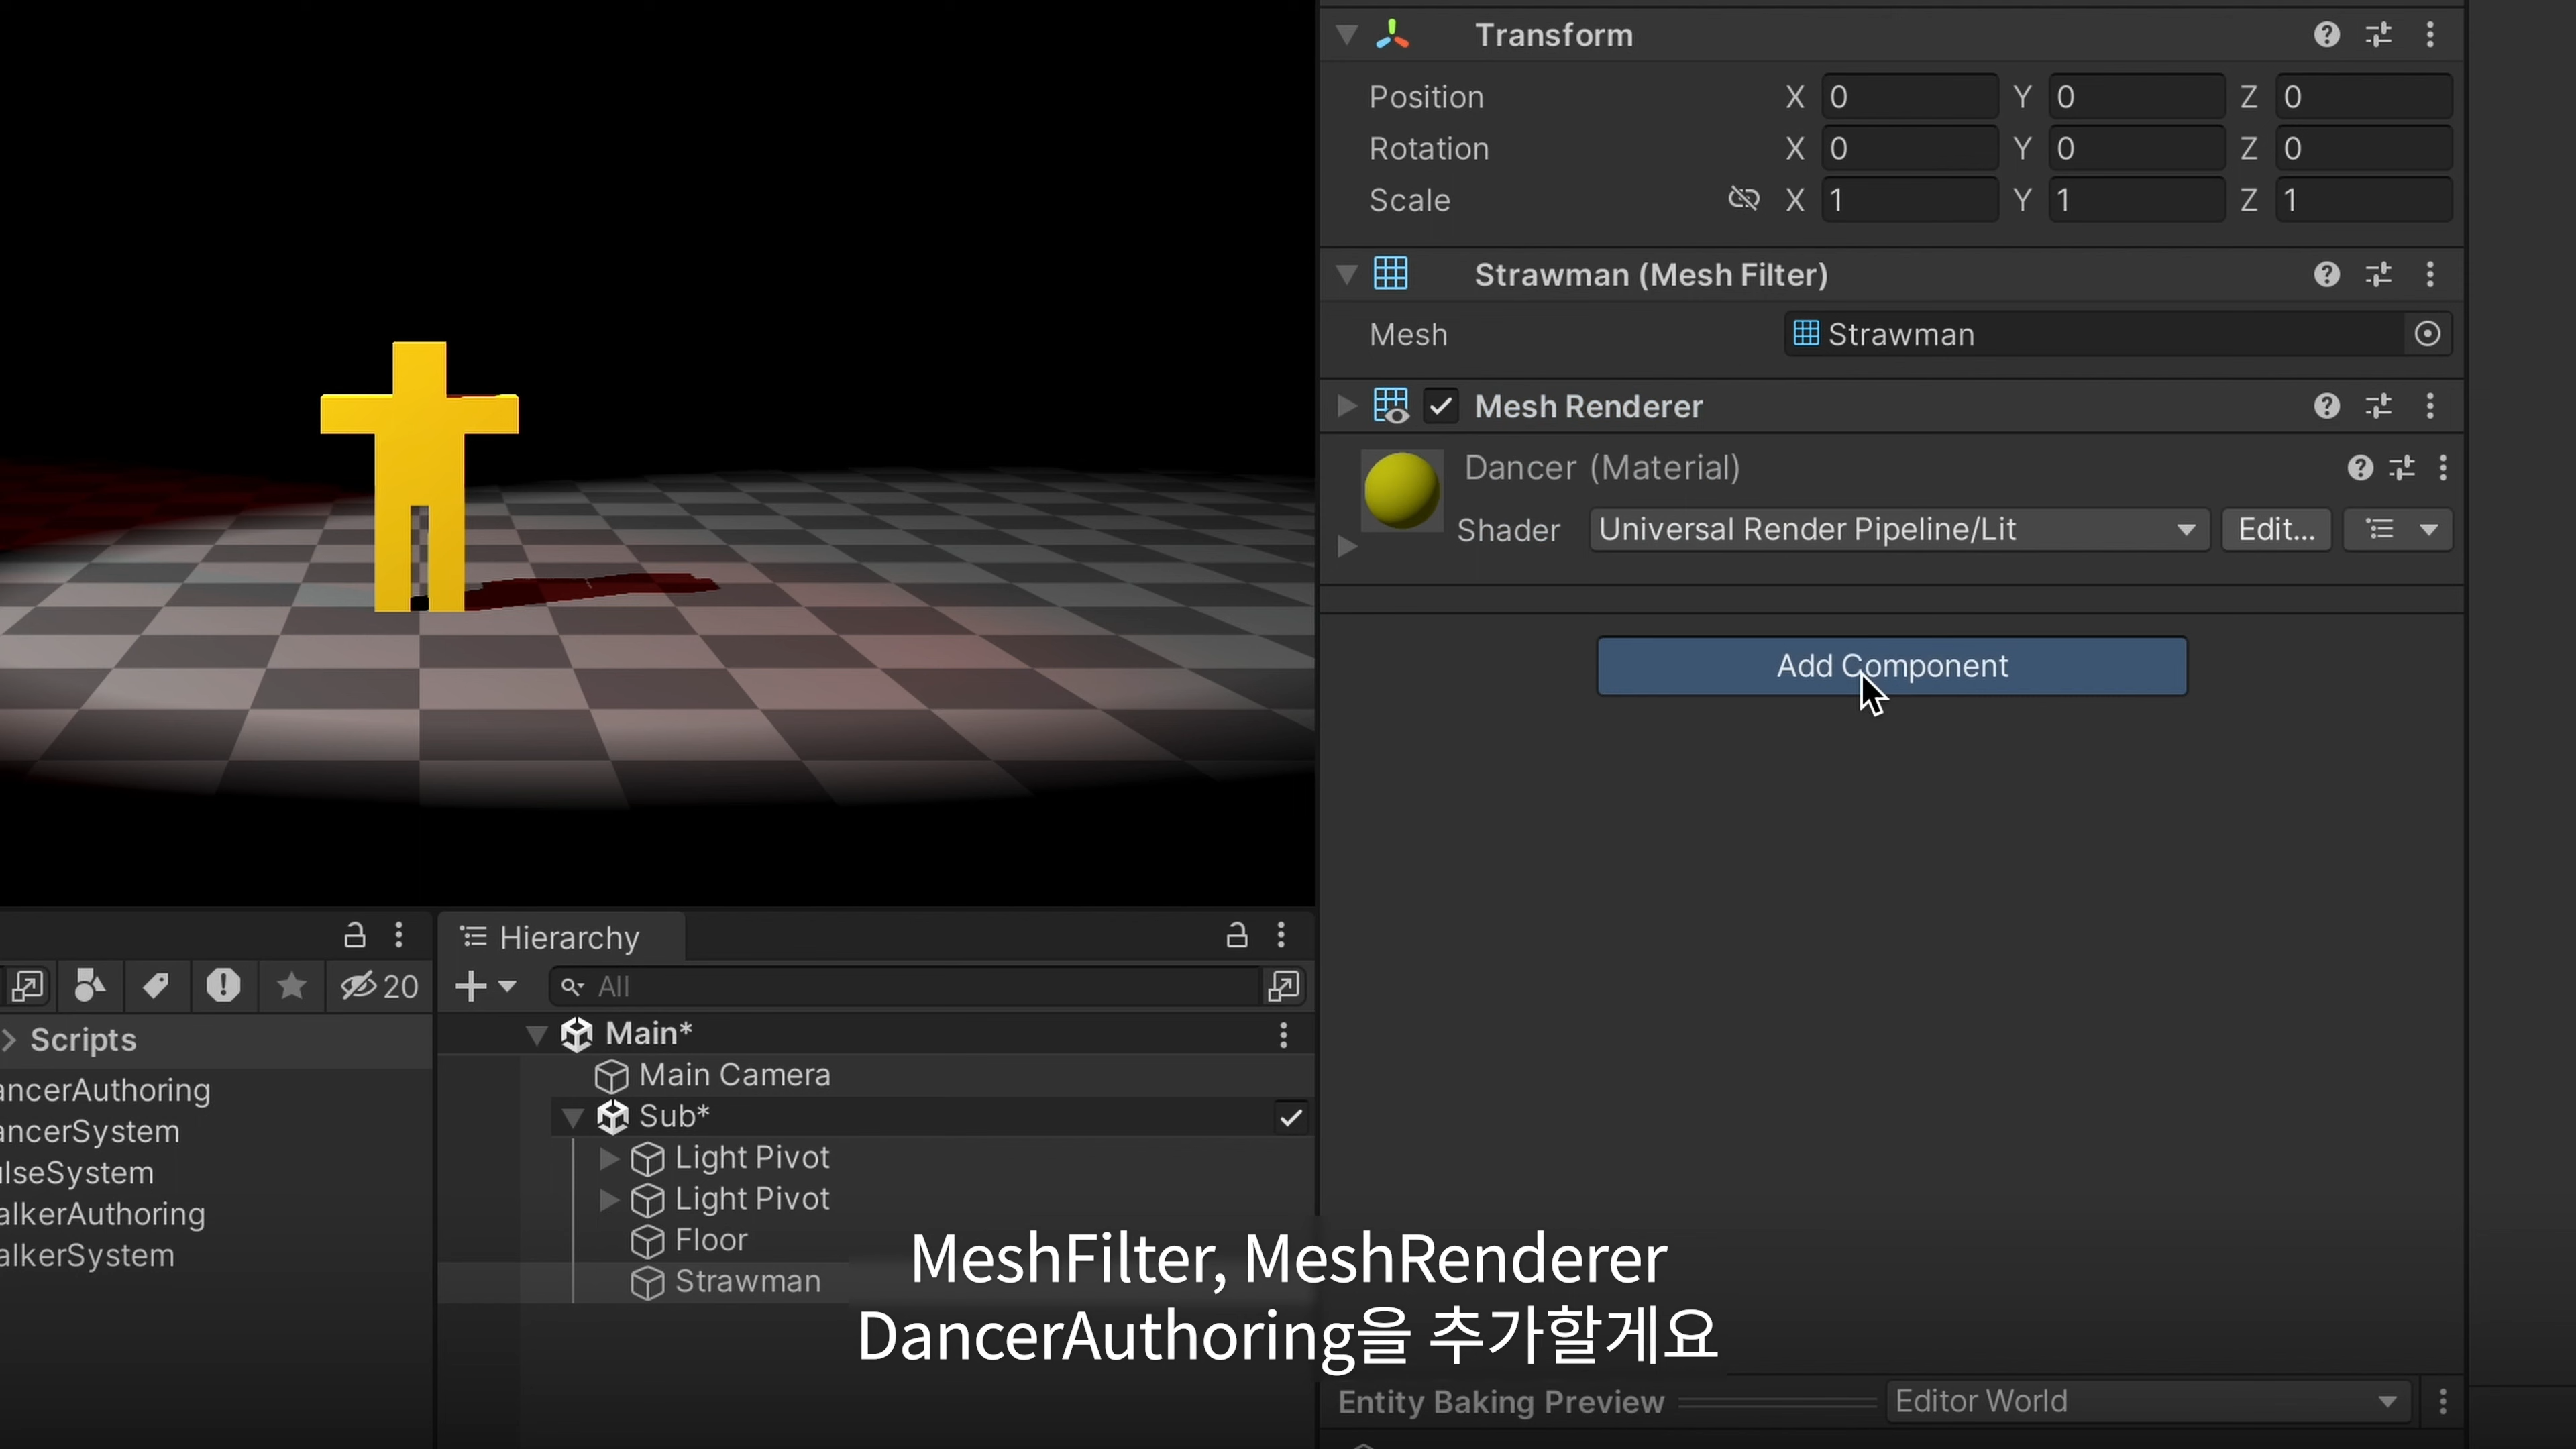 Transform
Position X 0 Y 0 Z 0
Rotation X 0 Y 0 Z 0
Scale X 1 Y 1 Z 1
Strawman (Mesh Filter)
Mesh Strawman
Mesh Renderer
Dancer (Material)
Shader Universal Render Pipeline/Lit Edit...
Add Component
20
Scripts
ancerAuthoring
ancerSystem
ulseSystem
alkerAuthoring
alkerSystem
Hierarchy
All
Main*
Main Camera
Sub*
Light Pivot
Light Pivot
Floor
Strawman
MeshFilter, MeshRenderer
DancerAuthoring을 추가할게요
Entity Baking Preview Editor World